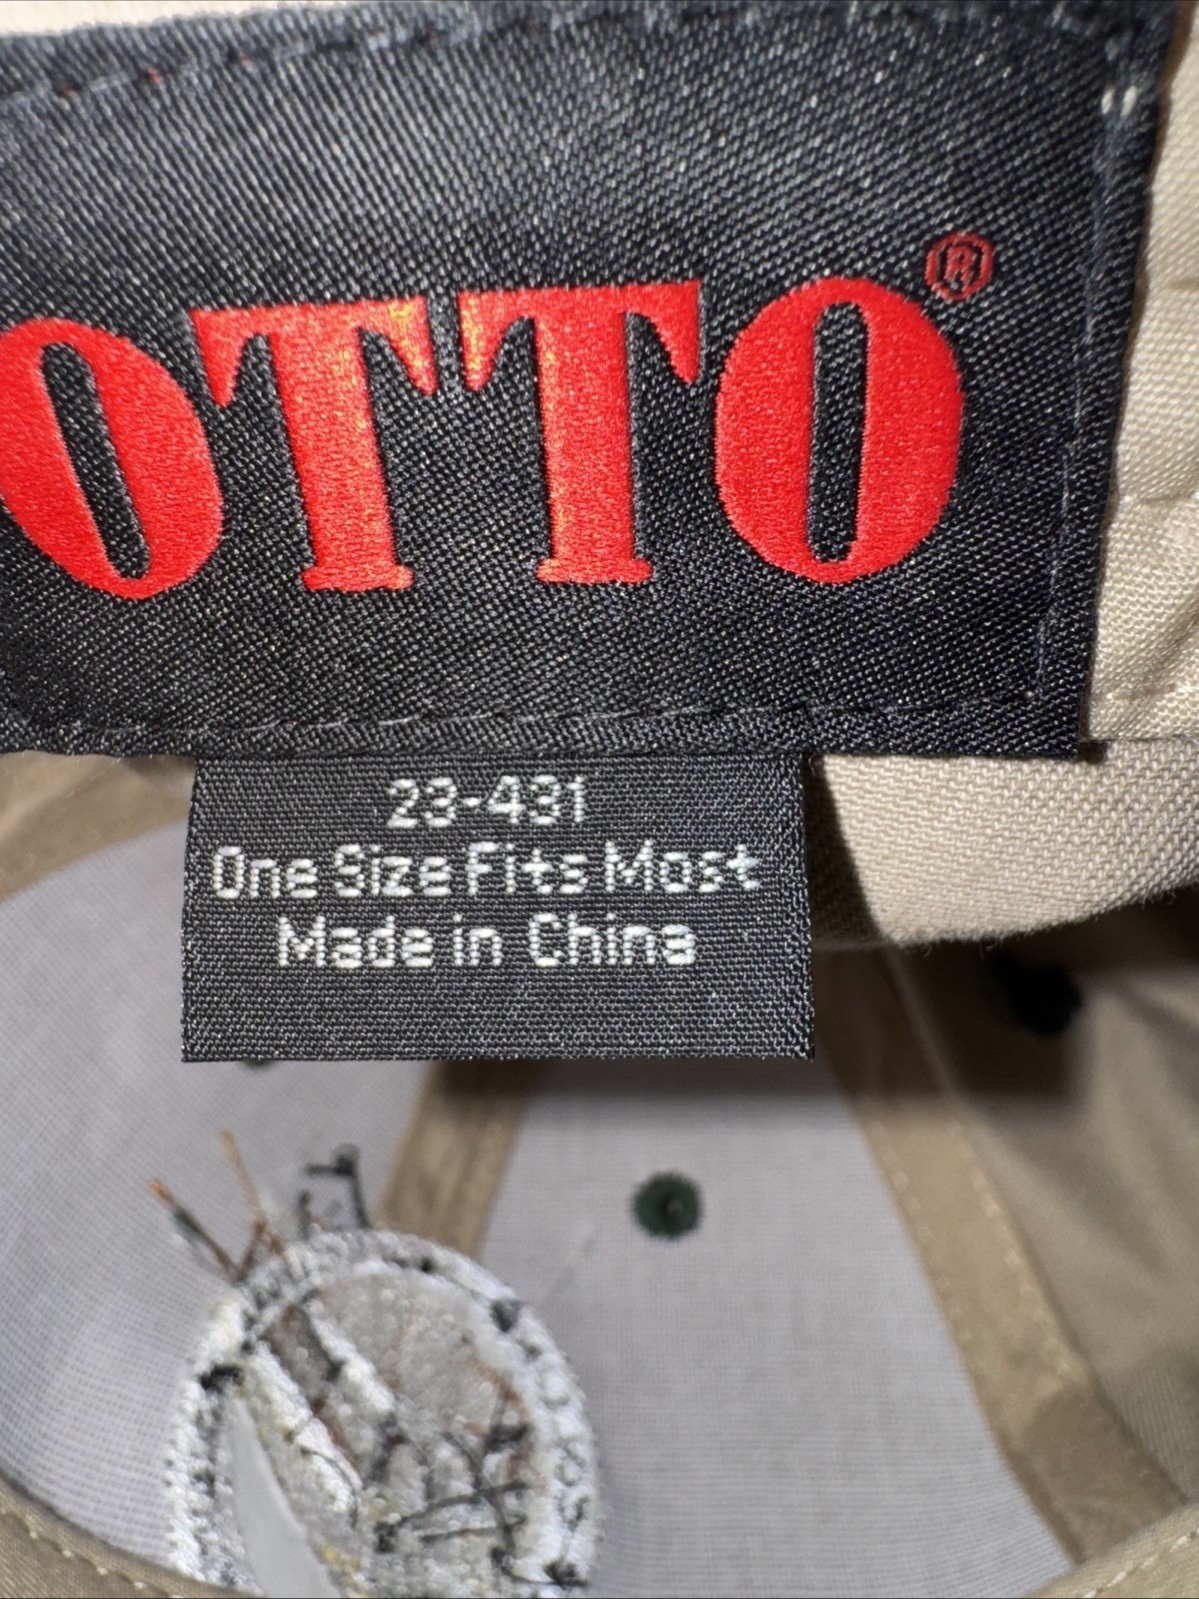 OTTO®
23-431
One Size Fits Most
Made in China